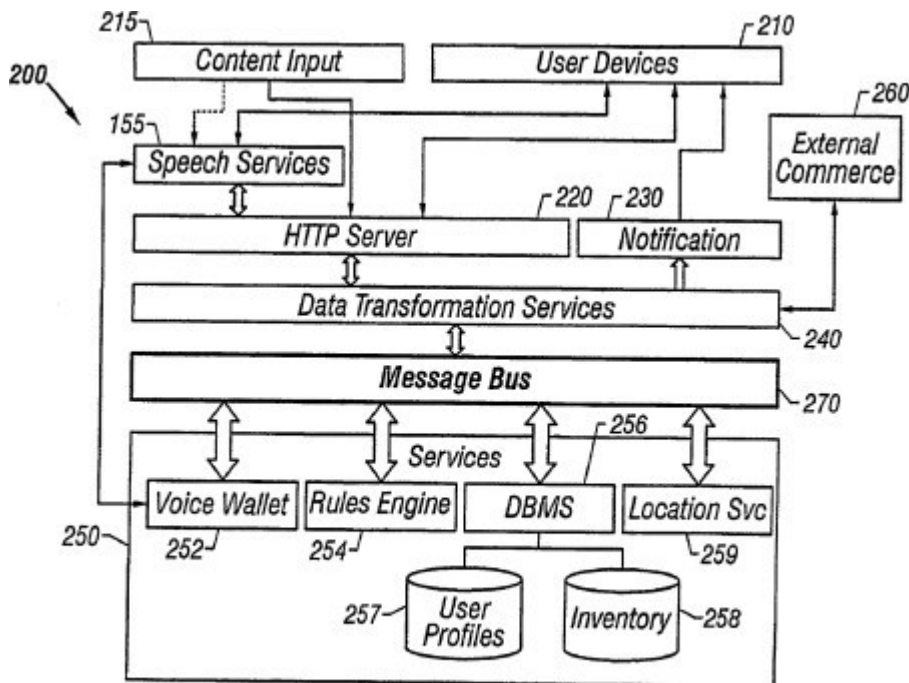 215
210
Content Input
User Devices
200
260
155
External
Commerce
Speech Services
220
230
HTTP Server
Notification
Data Transformation Services
240
Message Bus
270
256
Services
Voice Wallet
Rules Engine
DBMS
Location Svc
250
252
254
259
257
User
Profiles
Inventory
258